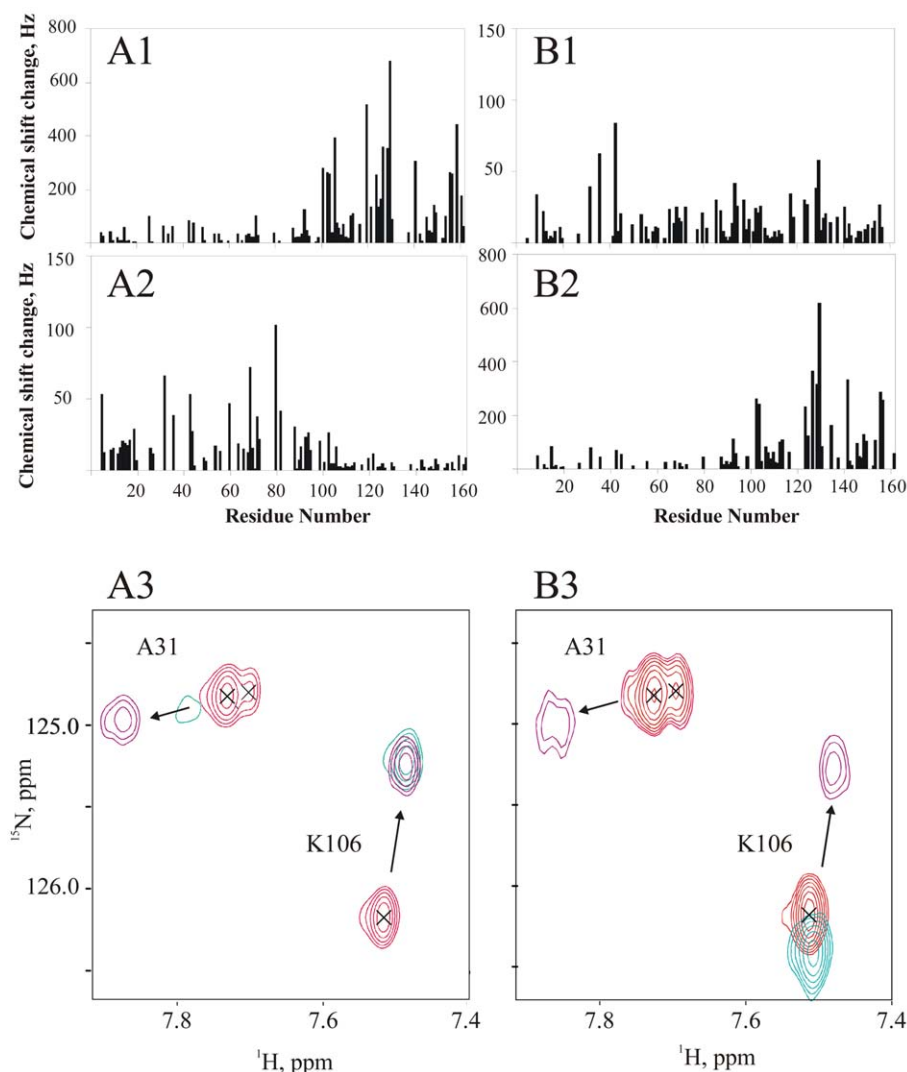 A1
B1
Chemical shift change, Hz
800
600
400
200
150
100
50
A2
B2
Chemical shift change, Hz
150
100
50
800
600
400
200
20 40 60 80 100 120 140 160
20 40 60 80 100 120 140 160
Residue Number
Residue Number
A3
B3
A31
A31
K106
K106
125.0
126.0
¹⁵N, ppm
7.8 7.6 7.4
7.8 7.6 7.4
¹H, ppm
¹H, ppm